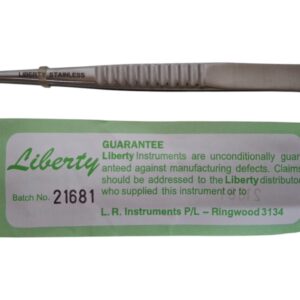 LIBERTY STAINLESS
Liberty
Batch No. 21681
GUARANTEE
Liberty Instruments are unconditionally guar-
anteed against manufacturing defects. Claims
should be addressed to the Liberty distributo
who supplied this instrument or to
L. R. Instruments P/L – Ringwood 3134